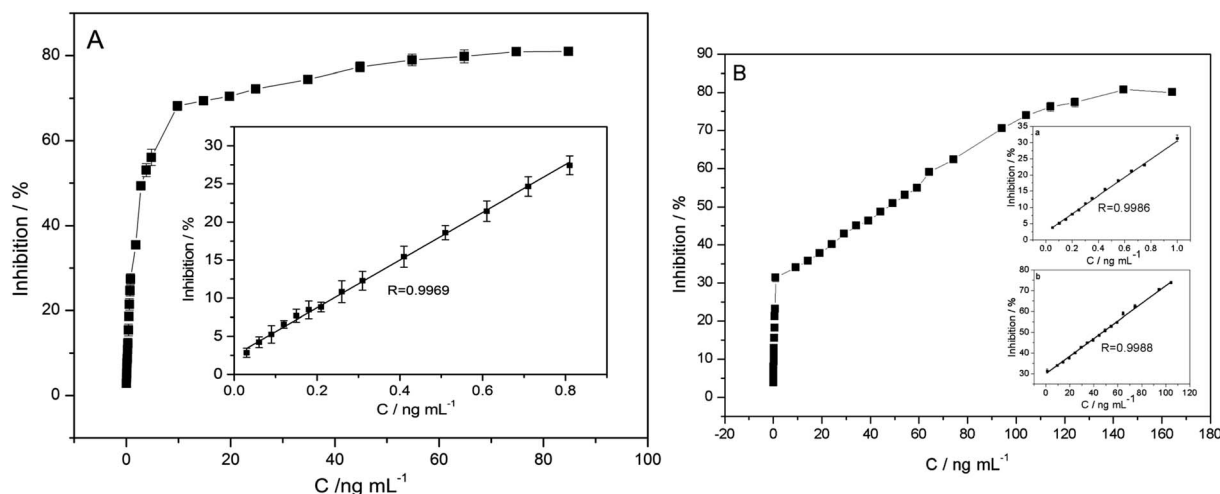 A
Inhibition / %
100
80
60
40
20
0
0 20 40 60 80 100
C /ng mL-1
Inhibition / %
30
25
20
15
10
5
0
0.0 0.2 0.4 0.6 0.8
C / ng mL-1
R=0.9969
B
Inhibition / %
90
80
70
60
50
40
30
20
10
0
-20 0 20 40 60 80 100 120 140 160 180
C / ng mL-1
a
Inhibition / %
35
30
25
20
15
10
5
0
0.0 0.2 0.4 0.6 0.8 1.0
C / ng mL-1
R=0.9986
b
Inhibition / %
80
70
60
50
40
30
0 20 40 60 80 100 120
C / ng mL-1
R=0.9988